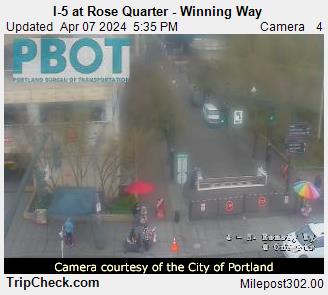 I-5 at Rose Quarter - Winning Way
Updated Apr 07 2024 5:35 PM Camera 4
PBOT
PORTLAND BUREAU OF TRANSPORTATION
Camera courtesy of the City of Portland
TripCheck.com Milepost302.00